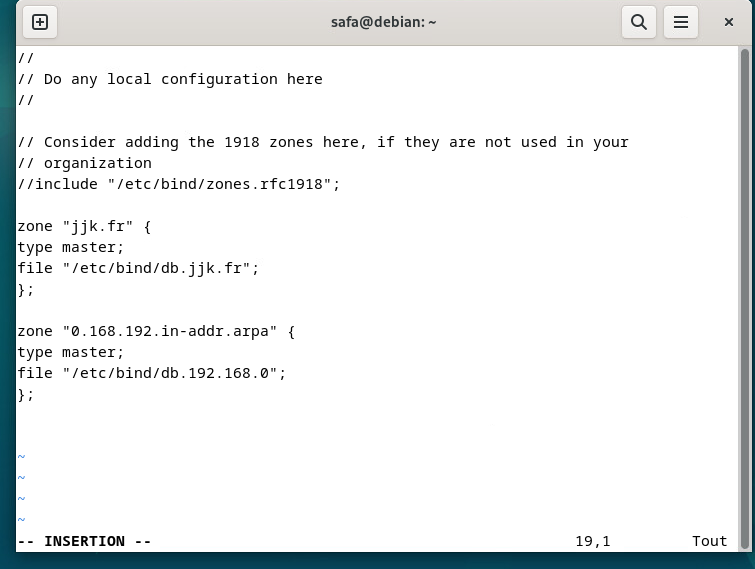 safa@debian: ~
//
// Do any local configuration here
//
// Consider adding the 1918 zones here, if they are not used in your
// organization
//include "/etc/bind/zones.rfc1918";
zone "jjk.fr" {
type master;
file "/etc/bind/db.jjk.fr";
};
zone "0.168.192.in-addr.arpa" {
type master;
file "/etc/bind/db.192.168.0";
};
~
~
~
~
-- INSERTION -- 19,1 Tout